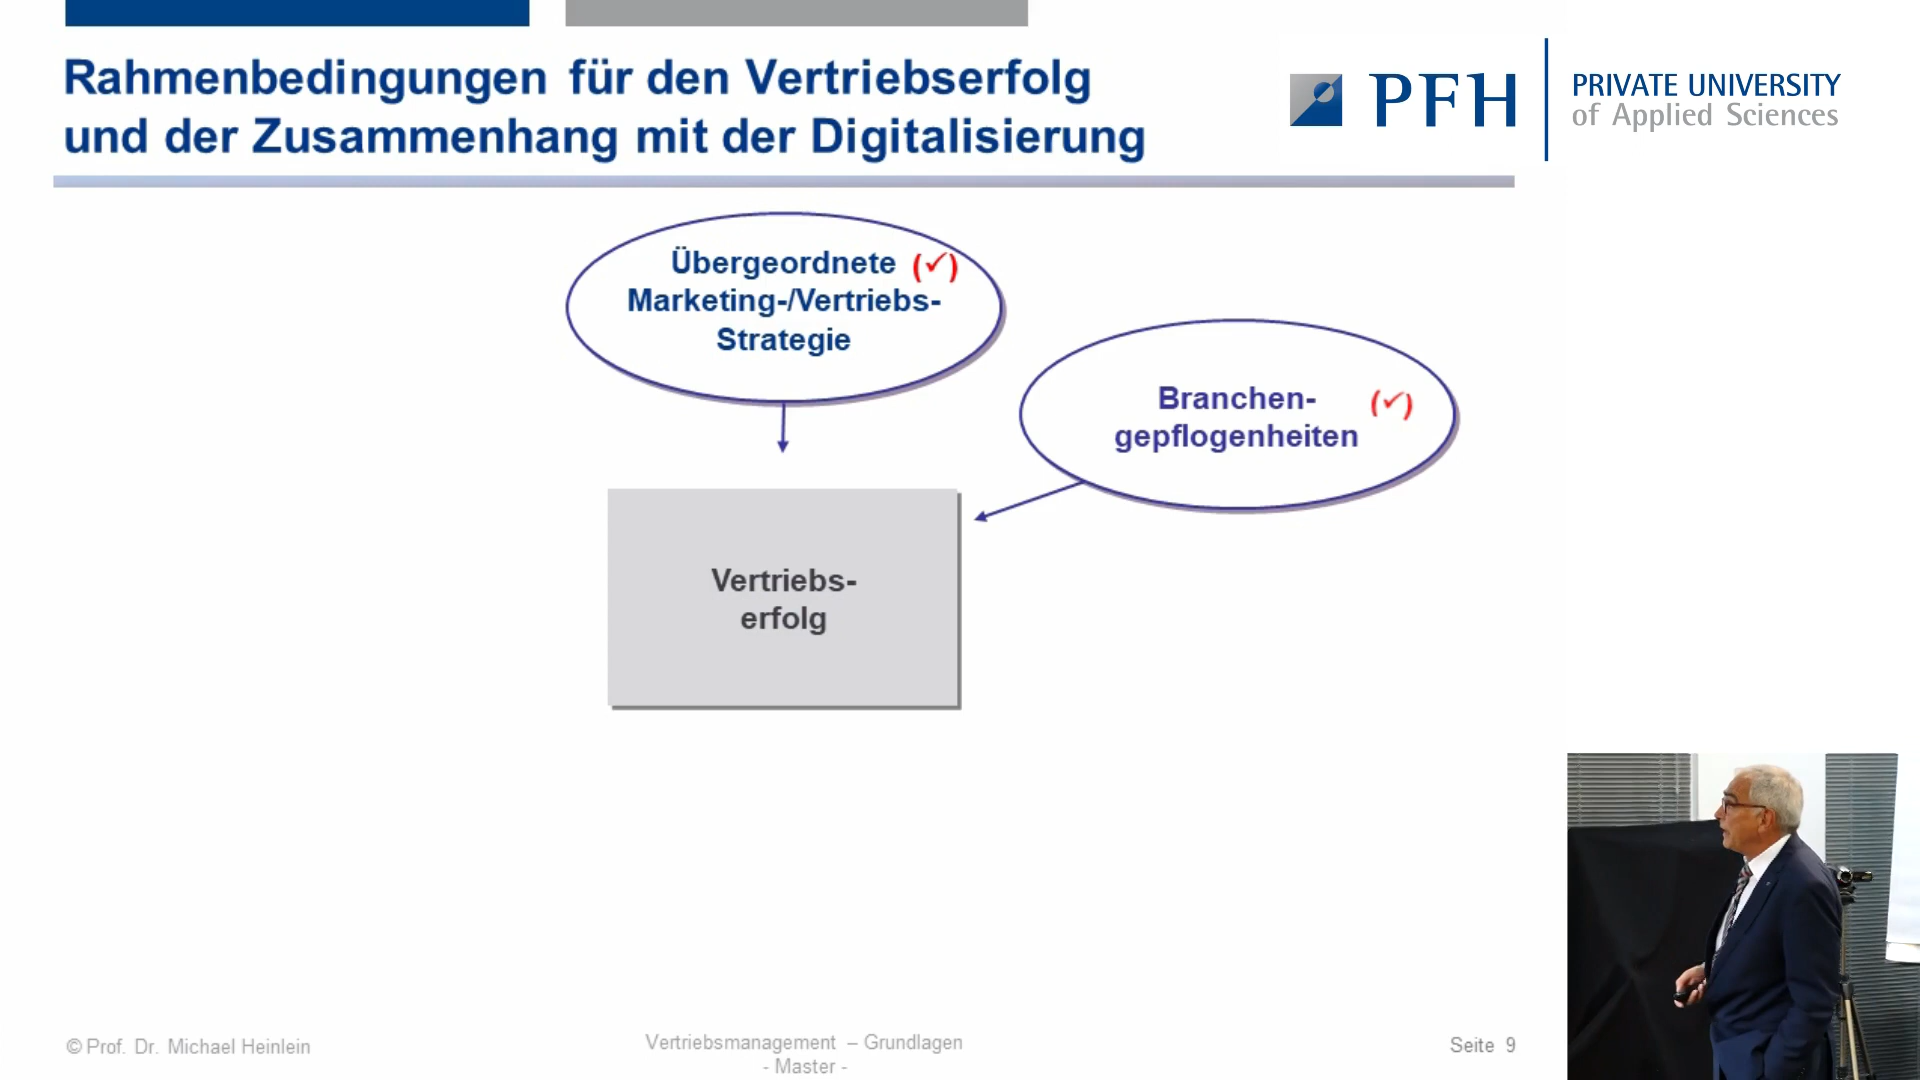 Rahmenbedingungen für den Vertriebserfolg
und der Zusammenhang mit der Digitalisierung
PFH
PRIVATE UNIVERSITY
of Applied Sciences
Übergeordnete (✓)
Marketing-/Vertriebs-
Strategie
Branchen- (✓)
gepflogenheiten
Vertriebs-
erfolg
© Prof. Dr. Michael Heinlein
Vertriebsmanagement – Grundlagen
- Master -
Seite 9